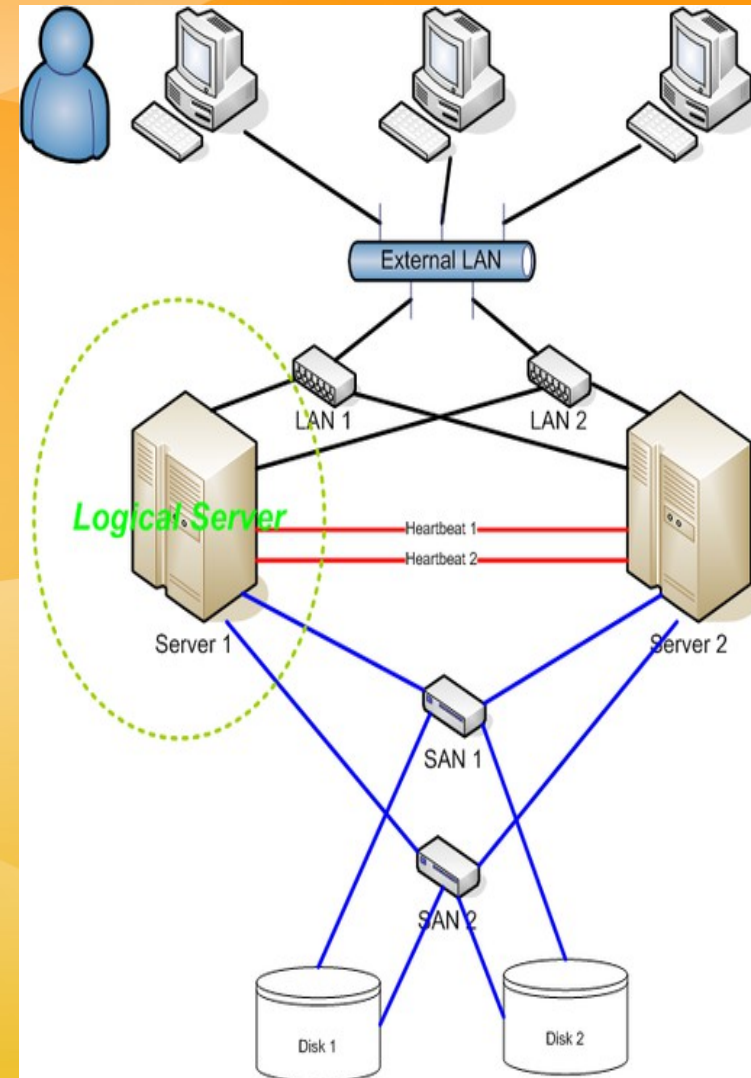 External LAN
LAN 1
LAN 2
Logical Server
Heartbeat 1
Heartbeat 2
Server 1
Server 2
SAN 1
SAN 2
Disk 1
Disk 2